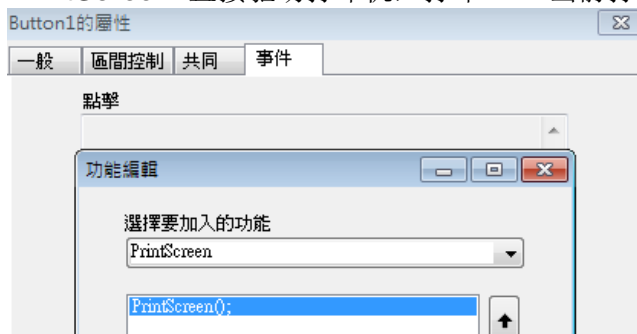 Button1的屬性
一般 區間控制 共同 事件
點擊
功能編輯
選擇要加入的功能
PrintScreen
PrintScreen();